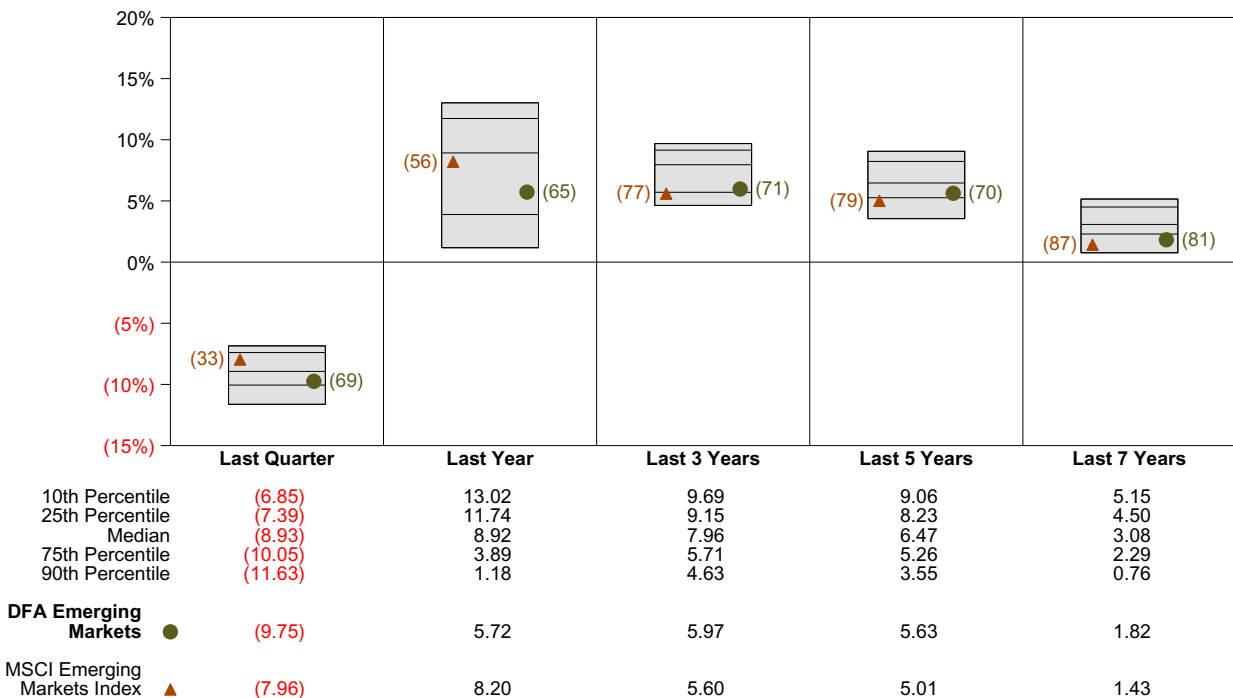 20%
15%
10%
5%
0%
(5%)
(10%)
(15%)
(33)
(69)
(56)
(65)
(77)
(71)
(79)
(70)
(87)
(81)
Last Quarter Last Year Last 3 Years Last 5 Years Last 7 Years
10th Percentile (6.85) 13.02 9.69 9.06 5.15
25th Percentile (7.39) 11.74 9.15 8.23 4.50
Median (8.93) 8.92 7.96 6.47 3.08
75th Percentile (10.05) 3.89 5.71 5.26 2.29
90th Percentile (11.63) 1.18 4.63 3.55 0.76
DFA Emerging
Markets (9.75) 5.72 5.97 5.63 1.82
MSCI Emerging
Markets Index (7.96) 8.20 5.60 5.01 1.43